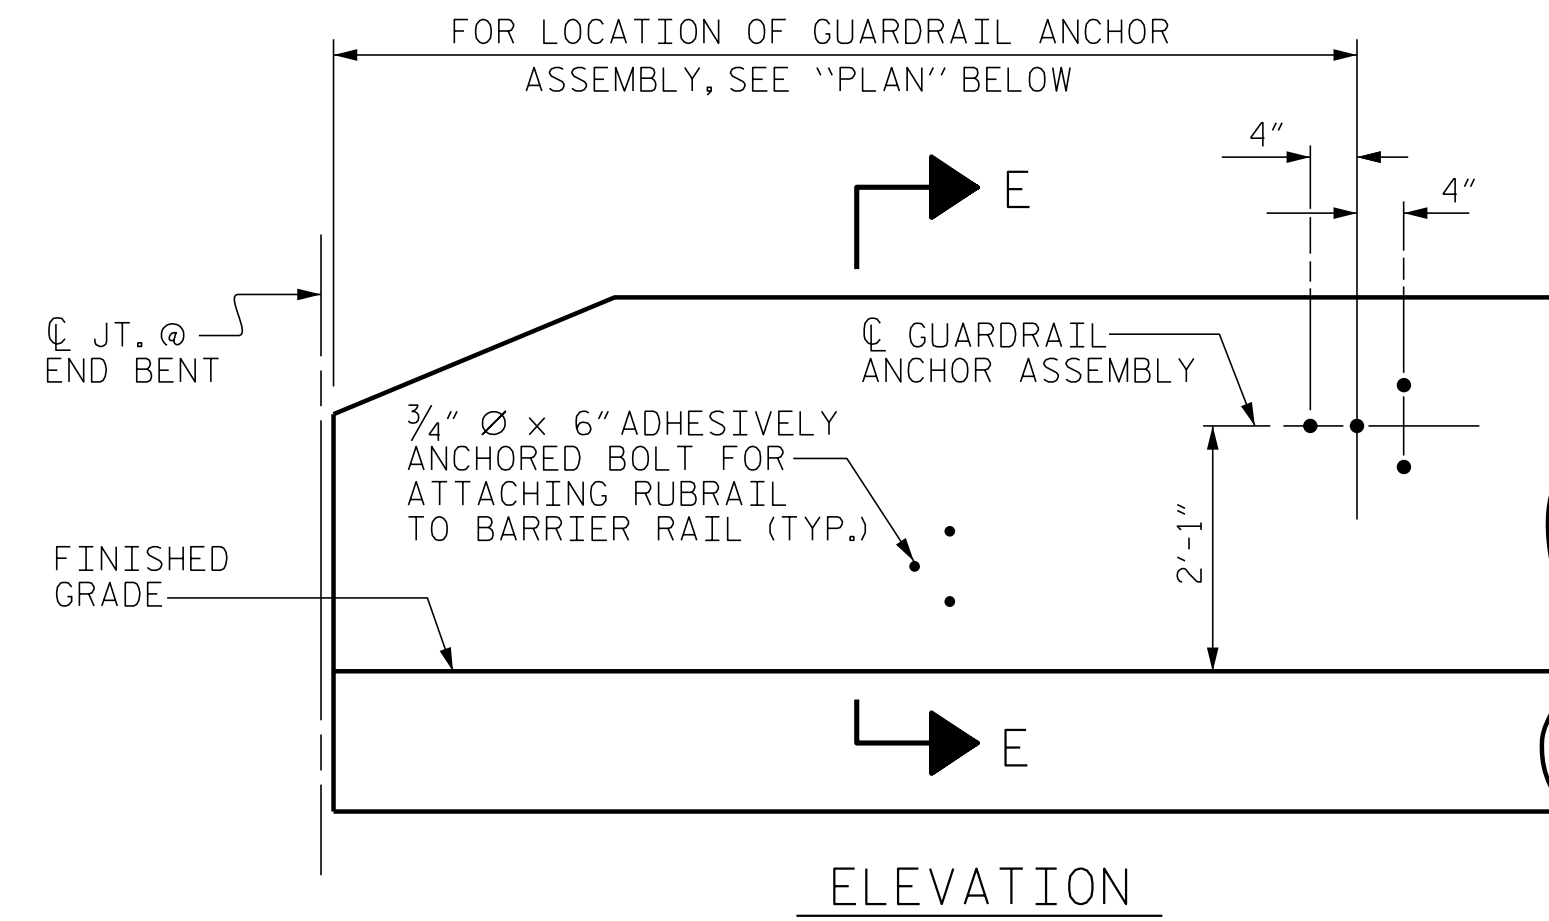 FOR LOCATION OF GUARDRAIL ANCHOR
ASSEMBLY, SEE "PLAN" BELOW
4"
4"
E
℄ JT. @
END BENT
℄ GUARDRAIL
ANCHOR ASSEMBLY
¾" Ø x 6" ADHESIVELY
ANCHORED BOLT FOR
ATTACHING RUBRAIL
TO BARRIER RAIL (TYP.)
2'-1"
FINISHED
GRADE
E
ELEVATION